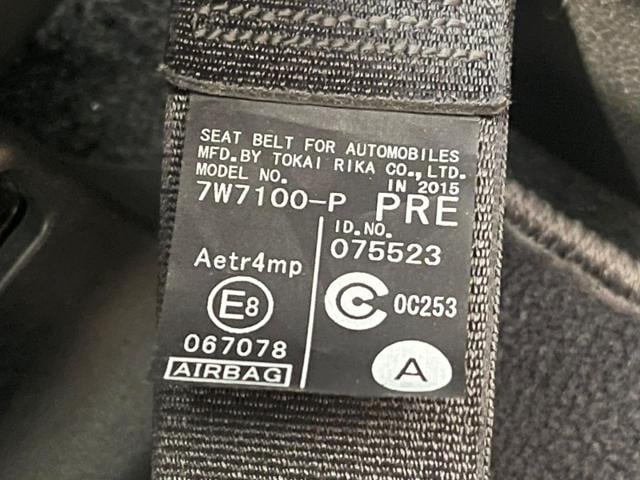 SEAT BELT FOR AUTOMOBILES
MFD.BY TOKAI RIKA CO.,LTD.
MODEL NO. IN 2015
7W7100-P PRE
ID.NO.
075523
Aetr4mp
E8
C 0C253
067078
AIRBAG
A